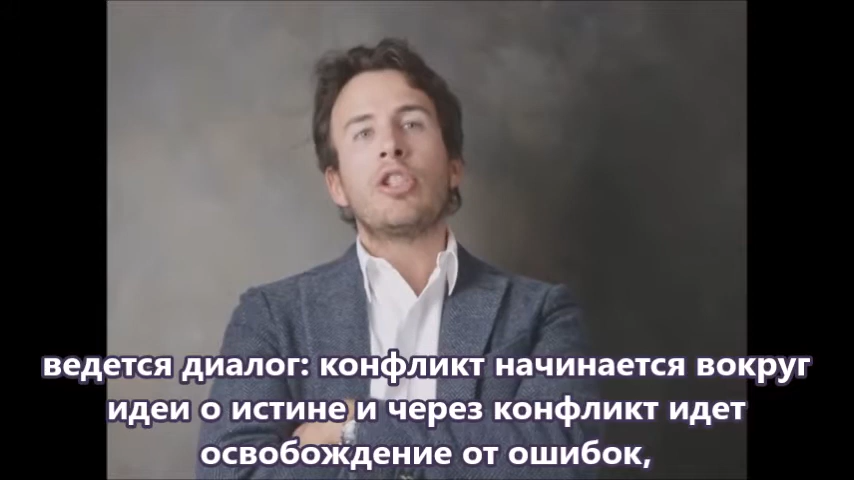 ведется диалог: конфликт начинается вокруг
идеи о истине и через конфликт идет
освобождение от ошибок,